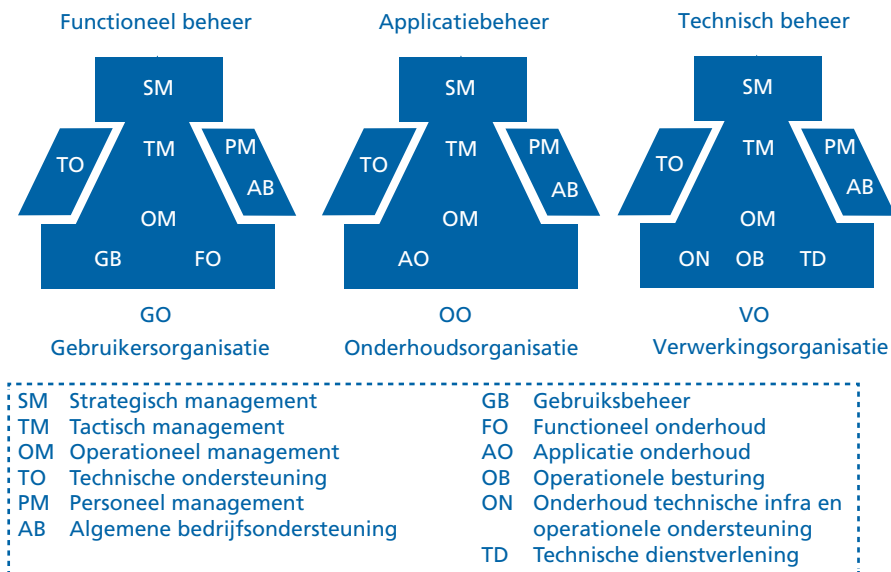 Functioneel beheer
Applicatiebeheer
Technisch beheer
SM
TO
TM
PM
AB
OM
GB
FO
SM
TO
TM
PM
AB
OM
AO
SM
TO
TM
PM
AB
OM
ON
OB
TD
GO
OO
VO
Gebruikersorganisatie
Onderhoudsorganisatie
Verwerkingsorganisatie
SM Strategisch management
TM Tactisch management
OM Operationeel management
TO Technische ondersteuning
PM Personeel management
AB Algemene bedrijfsondersteuning
GB Gebruiksbeheer
FO Functioneel onderhoud
AO Applicatie onderhoud
OB Operationele besturing
ON Onderhoud technische infra en
operationele ondersteuning
TD Technische dienstverlening